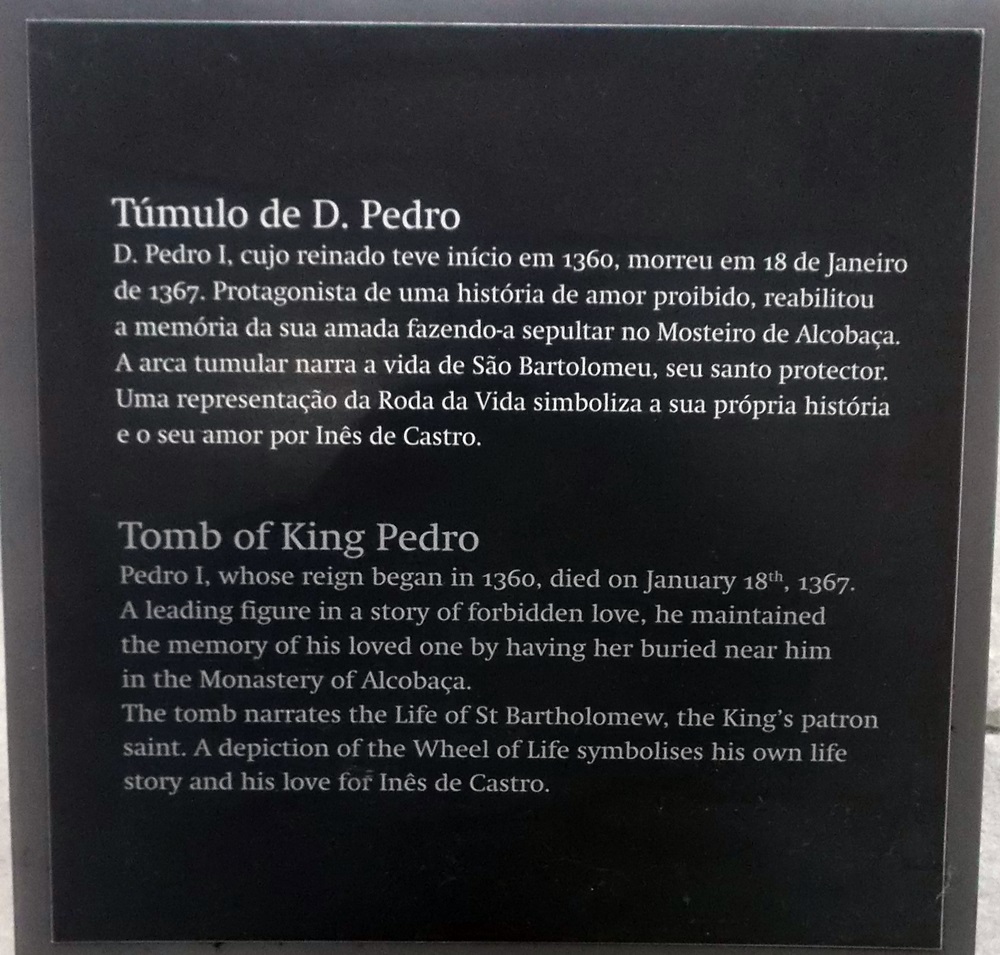 Túmulo de D. Pedro
D. Pedro I, cujo reinado teve início em 1360, morreu em 18 de Janeiro
de 1367. Protagonista de uma história de amor proibido, reabilitou
a memória da sua amada fazendo-a sepultar no Mosteiro de Alcobaça.
A arca tumular narra a vida de São Bartolomeu, seu santo protector.
Uma representação da Roda da Vida simboliza a sua própria história
e o seu amor por Inês de Castro.
Tomb of King Pedro
Pedro I, whose reign began in 1360, died on January 18th, 1367.
A leading figure in a story of forbidden love, he maintained
the memory of his loved one by having her buried near him
in the Monastery of Alcobaça.
The tomb narrates the Life of St Bartholomew, the King's patron
saint. A depiction of the Wheel of Life symbolises his own life
story and his love for Inês de Castro.